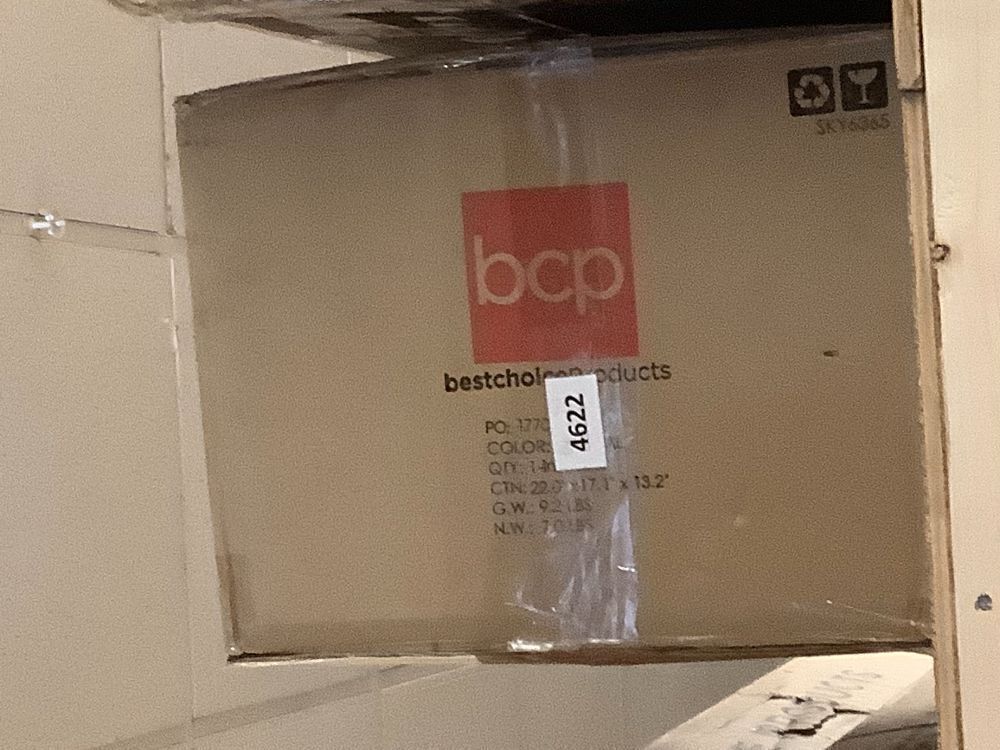 SKY6365
bcp
bestchoiceproducts
4622
PO: 1770
COLOR:
QTY: 1
CTN: 22.0" x 17.1" x 13.2"
G.W.: 9.2 LBS
N.W.: 7.0 LBS